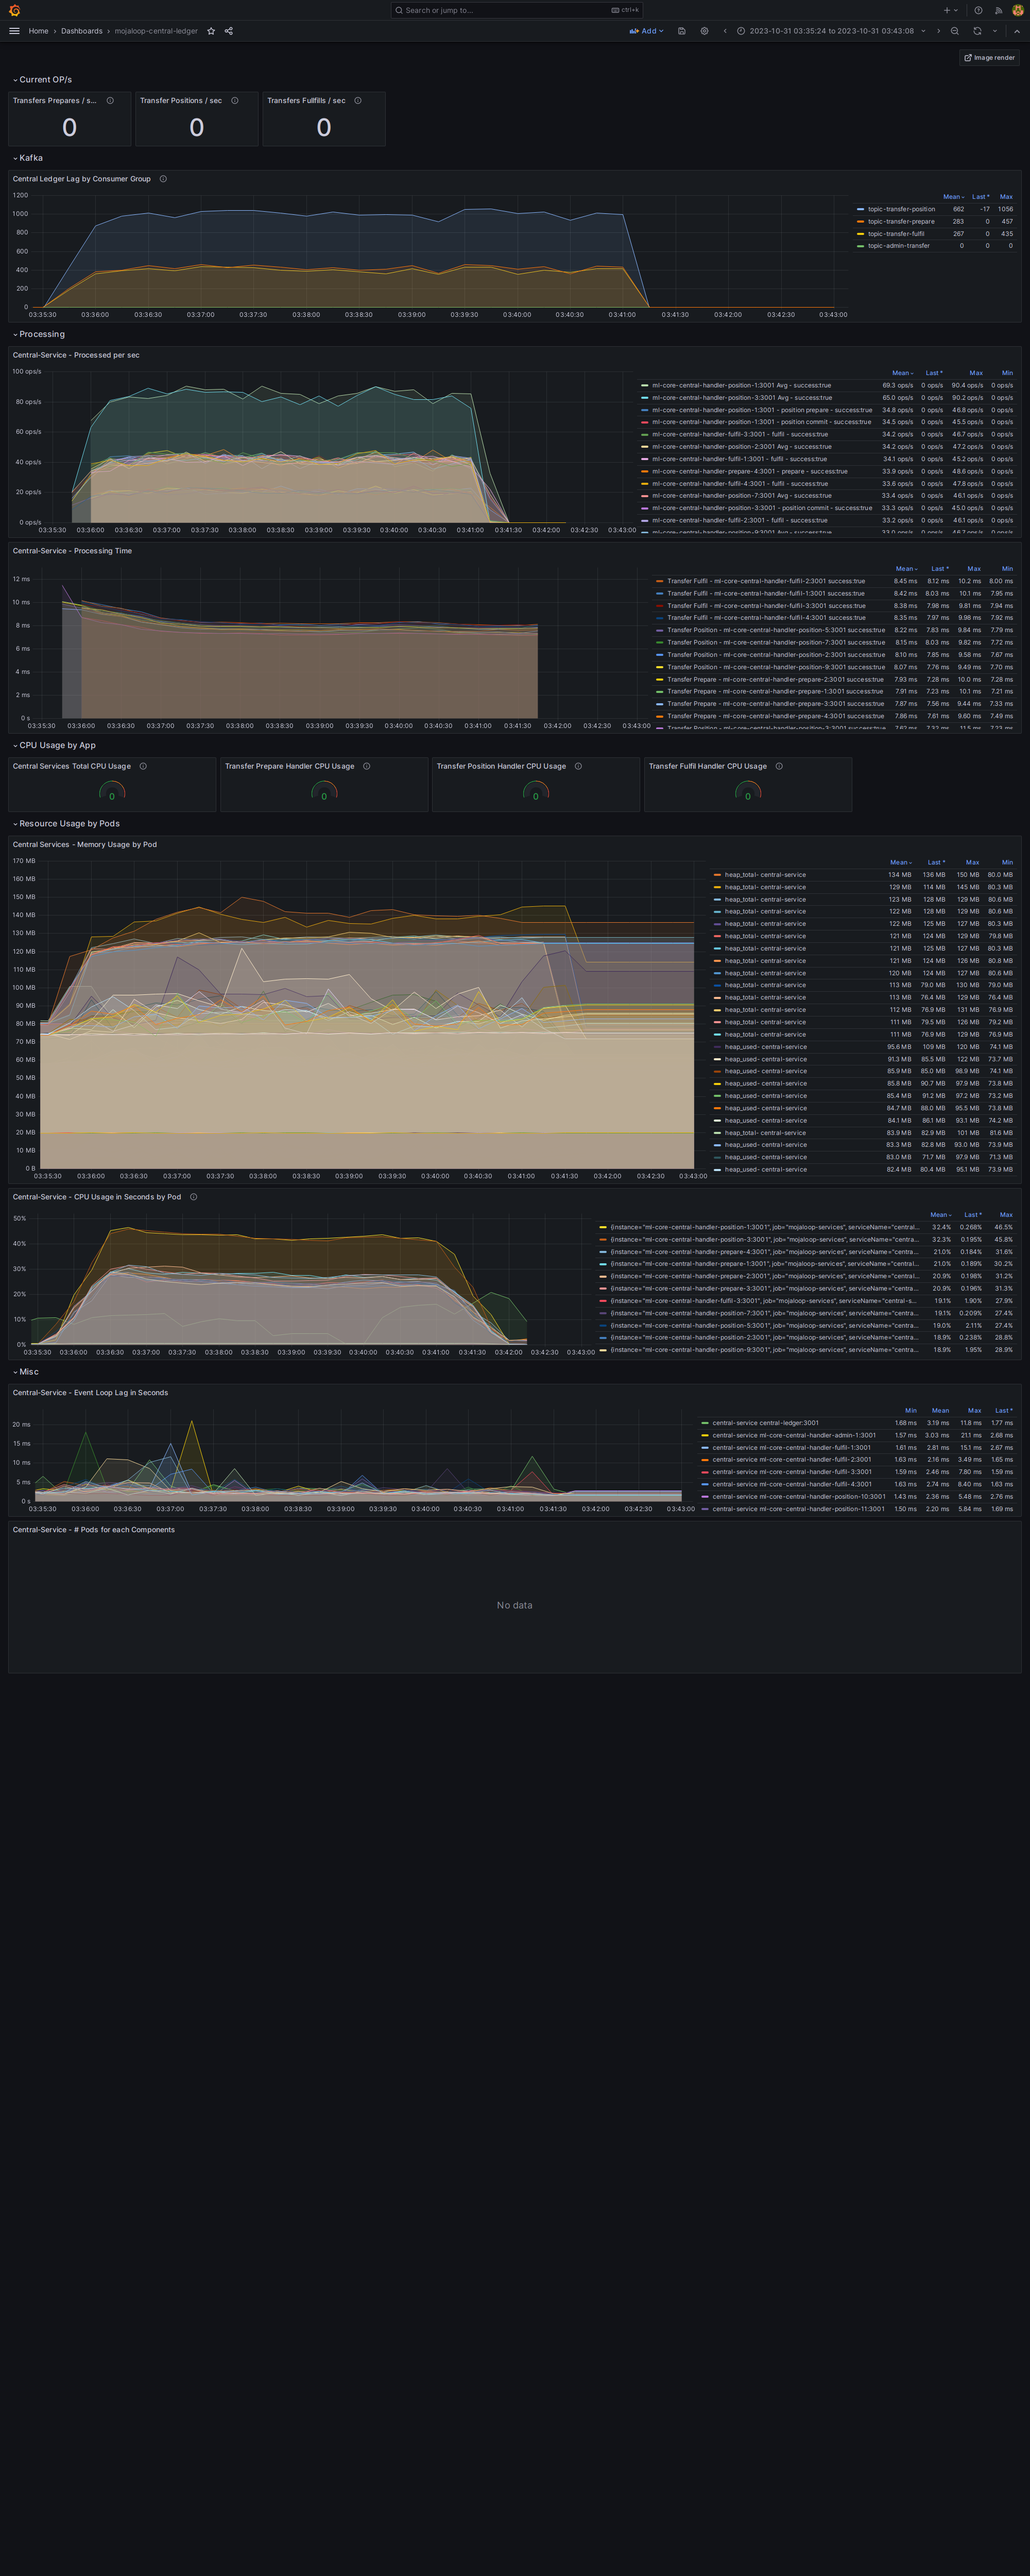 Search or jump to...
ctrl+k
Home › Dashboards › mojaloop-central-ledger
Add
2023-10-31 03:35:24 to 2023-10-31 03:43:08
Image render
Current OP/s
Transfers Prepares / s...
0
Transfer Positions / sec
0
Transfers Fullfills / sec
0
Kafka
Central Ledger Lag by Consumer Group
1200
1000
800
600
400
200
0
03:35:30 03:36:00 03:36:30 03:37:00 03:37:30 03:38:00 03:38:30 03:39:00 03:39:30 03:40:00 03:40:30 03:41:00 03:41:30 03:42:00 03:42:30 03:43:00
Mean Last * Max
topic-transfer-position 662 -17 1056
topic-transfer-prepare 283 0 457
topic-transfer-fulfil 267 0 435
topic-admin-transfer 0 0 0
Processing
Central-Service - Processed per sec
100 ops/s
80 ops/s
60 ops/s
40 ops/s
20 ops/s
0 ops/s
03:35:30 03:36:00 03:36:30 03:37:00 03:37:30 03:38:00 03:38:30 03:39:00 03:39:30 03:40:00 03:40:30 03:41:00 03:41:30 03:42:00 03:42:30 03:43:00
Mean Last * Max Min
ml-core-central-handler-position-1:3001 Avg - success:true 69.3 ops/s 0 ops/s 90.4 ops/s 0 ops/s
ml-core-central-handler-position-3:3001 Avg - success:true 65.0 ops/s 0 ops/s 90.2 ops/s 0 ops/s
ml-core-central-handler-position-1:3001 - position prepare - success:true 34.8 ops/s 0 ops/s 46.8 ops/s 0 ops/s
ml-core-central-handler-position-1:3001 - position commit - success:true 34.5 ops/s 0 ops/s 45.5 ops/s 0 ops/s
ml-core-central-handler-fulfil-3:3001 - fulfil - success:true 34.2 ops/s 0 ops/s 46.7 ops/s 0 ops/s
ml-core-central-handler-position-2:3001 Avg - success:true 34.2 ops/s 0 ops/s 47.2 ops/s 0 ops/s
ml-core-central-handler-fulfil-1:3001 - fulfil - success:true 34.1 ops/s 0 ops/s 45.2 ops/s 0 ops/s
ml-core-central-handler-prepare-4:3001 - prepare - success:true 33.9 ops/s 0 ops/s 48.6 ops/s 0 ops/s
ml-core-central-handler-fulfil-4:3001 - fulfil - success:true 33.6 ops/s 0 ops/s 47.8 ops/s 0 ops/s
ml-core-central-handler-position-7:3001 Avg - success:true 33.4 ops/s 0 ops/s 46.1 ops/s 0 ops/s
ml-core-central-handler-position-3:3001 - position commit - success:true 33.3 ops/s 0 ops/s 45.0 ops/s 0 ops/s
ml-core-central-handler-fulfil-2:3001 - fulfil - success:true 33.2 ops/s 0 ops/s 46.1 ops/s 0 ops/s
ml-core-central-handler-position-9:3001 Avg - success:true 33.0 ops/s 0 ops/s 46.7 ops/s 0 ops/s
Central-Service - Processing Time
12 ms
10 ms
8 ms
6 ms
4 ms
2 ms
0 s
03:35:30 03:36:00 03:36:30 03:37:00 03:37:30 03:38:00 03:38:30 03:39:00 03:39:30 03:40:00 03:40:30 03:41:00 03:41:30 03:42:00 03:42:30 03:43:00
Mean Last * Max Min
Transfer Fulfil - ml-core-central-handler-fulfil-2:3001 success:true 8.45 ms 8.12 ms 10.2 ms 8.00 ms
Transfer Fulfil - ml-core-central-handler-fulfil-1:3001 success:true 8.42 ms 8.03 ms 10.1 ms 7.95 ms
Transfer Fulfil - ml-core-central-handler-fulfil-3:3001 success:true 8.38 ms 7.98 ms 9.81 ms 7.94 ms
Transfer Fulfil - ml-core-central-handler-fulfil-4:3001 success:true 8.35 ms 7.97 ms 9.98 ms 7.92 ms
Transfer Position - ml-core-central-handler-position-5:3001 success:true 8.22 ms 7.83 ms 9.84 ms 7.79 ms
Transfer Position - ml-core-central-handler-position-7:3001 success:true 8.15 ms 8.03 ms 9.82 ms 7.72 ms
Transfer Position - ml-core-central-handler-position-2:3001 success:true 8.10 ms 7.85 ms 9.58 ms 7.67 ms
Transfer Position - ml-core-central-handler-position-9:3001 success:true 8.07 ms 7.76 ms 9.49 ms 7.70 ms
Transfer Prepare - ml-core-central-handler-prepare-2:3001 success:true 7.93 ms 7.28 ms 10.0 ms 7.28 ms
Transfer Prepare - ml-core-central-handler-prepare-1:3001 success:true 7.91 ms 7.23 ms 10.1 ms 7.21 ms
Transfer Prepare - ml-core-central-handler-prepare-3:3001 success:true 7.87 ms 7.56 ms 9.44 ms 7.33 ms
Transfer Prepare - ml-core-central-handler-prepare-4:3001 success:true 7.86 ms 7.61 ms 9.60 ms 7.49 ms
CPU Usage by App
Central Services Total CPU Usage
0
Transfer Prepare Handler CPU Usage
0
Transfer Position Handler CPU Usage
0
Transfer Fulfil Handler CPU Usage
0
Resource Usage by Pods
Central Services - Memory Usage by Pod
170 MB
160 MB
150 MB
140 MB
130 MB
120 MB
110 MB
100 MB
90 MB
80 MB
70 MB
60 MB
50 MB
40 MB
30 MB
20 MB
10 MB
0 B
03:35:30 03:36:00 03:36:30 03:37:00 03:37:30 03:38:00 03:38:30 03:39:00 03:39:30 03:40:00 03:40:30 03:41:00 03:41:30 03:42:00 03:42:30 03:43:00
Mean Last * Max Min
heap_total- central-service 134 MB 136 MB 150 MB 80.0 MB
heap_total- central-service 129 MB 114 MB 145 MB 80.3 MB
heap_total- central-service 123 MB 128 MB 129 MB 80.6 MB
heap_total- central-service 122 MB 128 MB 129 MB 80.6 MB
heap_total- central-service 122 MB 125 MB 127 MB 80.3 MB
heap_total- central-service 121 MB 124 MB 129 MB 79.8 MB
heap_total- central-service 121 MB 125 MB 127 MB 80.3 MB
heap_total- central-service 121 MB 124 MB 126 MB 80.8 MB
heap_total- central-service 120 MB 124 MB 127 MB 80.6 MB
heap_total- central-service 113 MB 79.0 MB 130 MB 79.0 MB
heap_total- central-service 113 MB 76.4 MB 129 MB 76.4 MB
heap_total- central-service 112 MB 76.9 MB 131 MB 76.9 MB
heap_total- central-service 111 MB 79.5 MB 126 MB 79.2 MB
heap_total- central-service 111 MB 76.9 MB 129 MB 76.9 MB
heap_used- central-service 95.6 MB 109 MB 120 MB 74.1 MB
heap_used- central-service 91.3 MB 85.5 MB 122 MB 73.7 MB
heap_used- central-service 85.9 MB 85.0 MB 98.9 MB 74.1 MB
heap_used- central-service 85.8 MB 90.7 MB 97.9 MB 73.8 MB
heap_used- central-service 85.4 MB 91.2 MB 97.2 MB 73.2 MB
heap_used- central-service 84.7 MB 88.0 MB 95.5 MB 73.8 MB
heap_used- central-service 84.1 MB 86.1 MB 93.1 MB 74.2 MB
heap_total- central-service 83.9 MB 82.9 MB 101 MB 81.6 MB
heap_used- central-service 83.3 MB 82.8 MB 93.0 MB 73.9 MB
heap_used- central-service 83.0 MB 71.7 MB 97.9 MB 71.3 MB
heap_used- central-service 82.4 MB 80.4 MB 95.1 MB 73.9 MB
Central-Service - CPU Usage in Seconds by Pod
50%
40%
30%
20%
10%
0%
03:35:30 03:36:00 03:36:30 03:37:00 03:37:30 03:38:00 03:38:30 03:39:00 03:39:30 03:40:00 03:40:30 03:41:00 03:41:30 03:42:00 03:42:30 03:43:00
Mean Last * Max
{instance="ml-core-central-handler-position-1:3001", job="mojaloop-services", serviceName="central... 32.4% 0.268% 46.5%
{instance="ml-core-central-handler-position-3:3001", job="mojaloop-services", serviceName="centra... 32.3% 0.195% 45.8%
{instance="ml-core-central-handler-prepare-4:3001", job="mojaloop-services", serviceName="centra... 21.0% 0.184% 31.6%
{instance="ml-core-central-handler-prepare-1:3001", job="mojaloop-services", serviceName="central... 21.0% 0.189% 30.2%
{instance="ml-core-central-handler-prepare-2:3001", job="mojaloop-services", serviceName="central... 20.9% 0.198% 31.2%
{instance="ml-core-central-handler-prepare-3:3001", job="mojaloop-services", serviceName="centra... 20.9% 0.196% 31.3%
{instance="ml-core-central-handler-fulfil-3:3001", job="mojaloop-services", serviceName="central-s... 19.1% 1.90% 27.9%
{instance="ml-core-central-handler-position-7:3001", job="mojaloop-services", serviceName="centra... 19.1% 0.209% 27.4%
{instance="ml-core-central-handler-position-5:3001", job="mojaloop-services", serviceName="centra... 19.0% 2.11% 27.4%
{instance="ml-core-central-handler-position-2:3001", job="mojaloop-services", serviceName="centra... 18.9% 0.238% 28.8%
{instance="ml-core-central-handler-position-9:3001", job="mojaloop-services", serviceName="centra... 18.9% 1.95% 28.9%
Misc
Central-Service - Event Loop Lag in Seconds
20 ms
15 ms
10 ms
5 ms
0 s
03:35:30 03:36:00 03:36:30 03:37:00 03:37:30 03:38:00 03:38:30 03:39:00 03:39:30 03:40:00 03:40:30 03:41:00 03:41:30 03:42:00 03:42:30 03:43:00
Min Mean Max Last *
central-service central-ledger:3001 1.68 ms 3.19 ms 11.8 ms 1.77 ms
central-service ml-core-central-handler-admin-1:3001 1.57 ms 3.03 ms 21.1 ms 2.68 ms
central-service ml-core-central-handler-fulfil-1:3001 1.61 ms 2.81 ms 15.1 ms 2.67 ms
central-service ml-core-central-handler-fulfil-2:3001 1.63 ms 2.16 ms 3.49 ms 1.65 ms
central-service ml-core-central-handler-fulfil-3:3001 1.59 ms 2.46 ms 7.80 ms 1.59 ms
central-service ml-core-central-handler-fulfil-4:3001 1.63 ms 2.74 ms 8.40 ms 1.63 ms
central-service ml-core-central-handler-position-10:3001 1.43 ms 2.36 ms 5.48 ms 2.76 ms
central-service ml-core-central-handler-position-11:3001 1.50 ms 2.20 ms 5.84 ms 1.69 ms
Central-Service - # Pods for each Components
No data